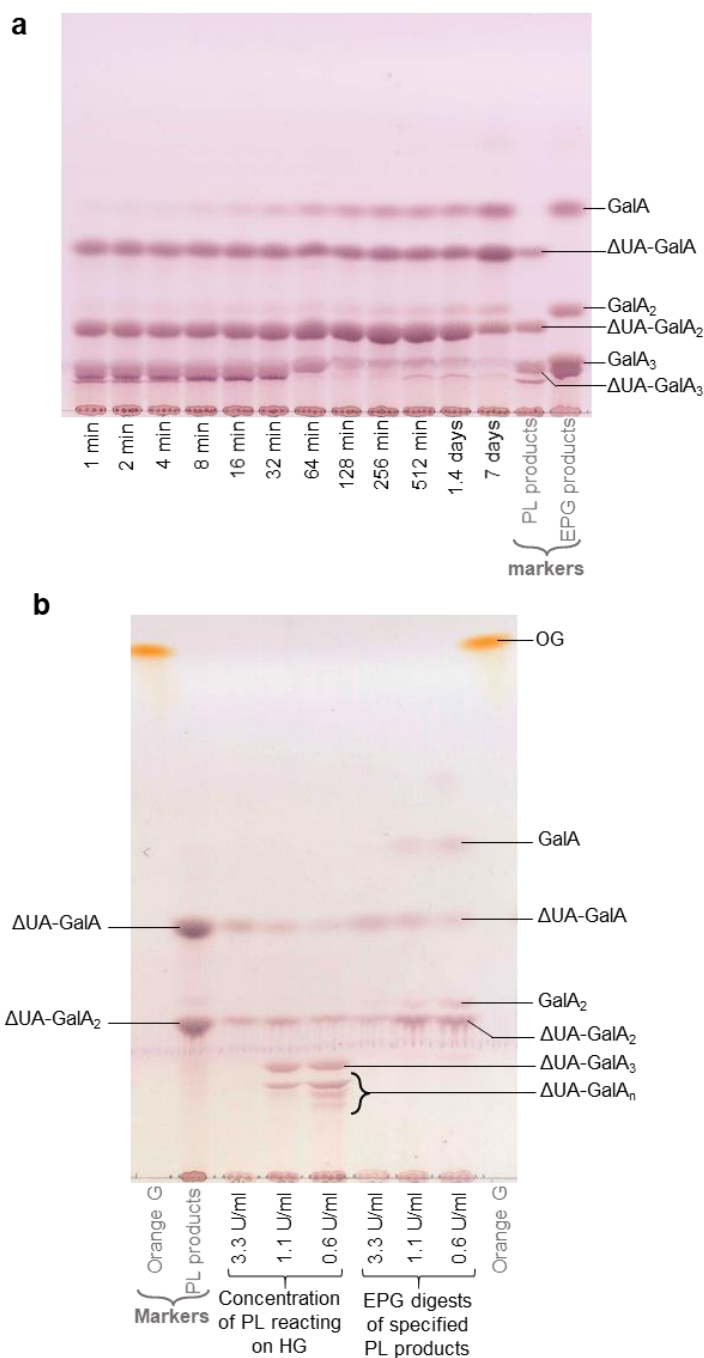 a
GalA
ΔUA-GalA
GalA₂
ΔUA-GalA₂
GalA₃
ΔUA-GalA₃
1 min
2 min
4 min
8 min
16 min
32 min
64 min
128 min
256 min
512 min
1.4 days
7 days
PL products
EPG products
markers
b
OG
GalA
ΔUA-GalA
ΔUA-GalA
GalA₂
ΔUA-GalA₂
ΔUA-GalA₂
ΔUA-GalA₃
ΔUA-GalAₙ
Orange G
PL products
3.3 U/ml
1.1 U/ml
0.6 U/ml
3.3 U/ml
1.1 U/ml
0.6 U/ml
Orange G
Markers
Concentration
of PL reacting
on HG
EPG digests
of specified
PL products